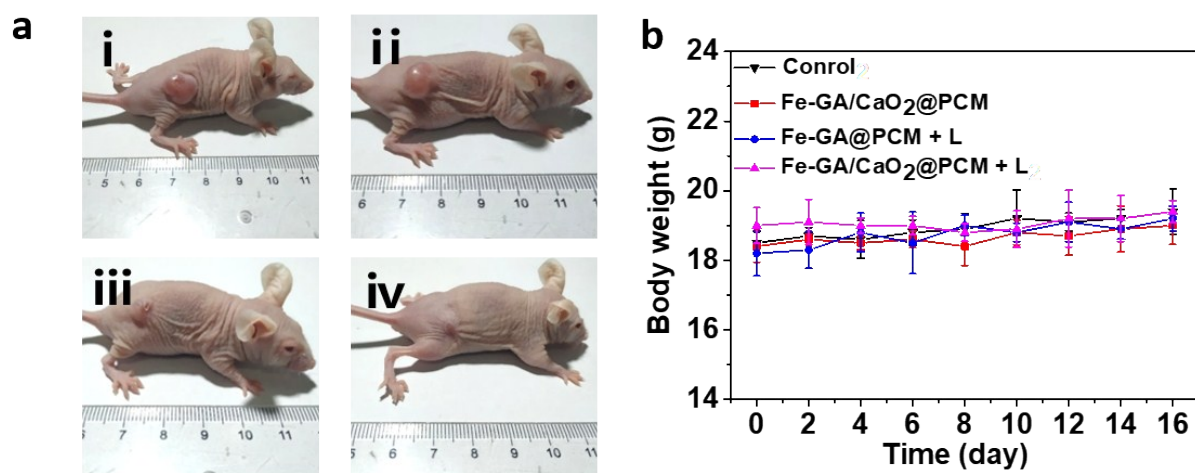 a
i
ii
5 6 7 8 9 10 11
6 7 8 9 10 11
iii
iv
5 6 7 8 9 10 11
4 5 6 7 8 9 10 11
b
24
22
20
18
16
14
Body weight (g)
Conrol
Fe-GA/CaO₂@PCM
Fe-GA@PCM + L
Fe-GA/CaO₂@PCM + L
0 2 4 6 8 10 12 14 16
Time (day)